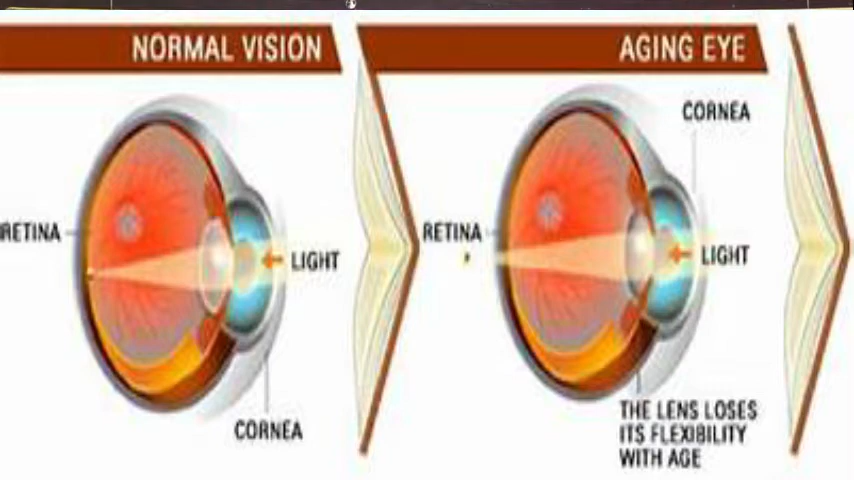 NORMAL VISION
RETINA
LIGHT
CORNEA
AGING EYE
CORNEA
RETINA
LIGHT
THE LENS LOSES
ITS FLEXIBILITY
WITH AGE